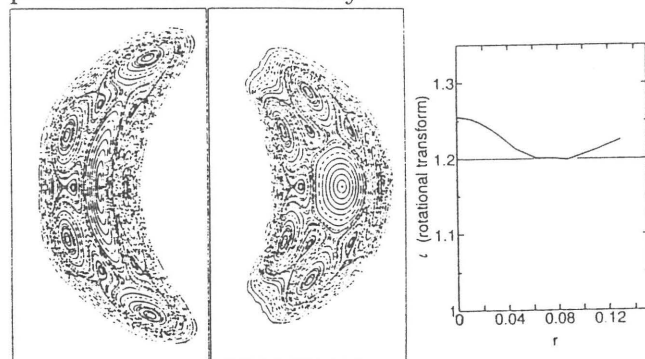 1.3
1.2
1.1
1
ι (rotational transform)
0 0.04 0.08 0.12
r